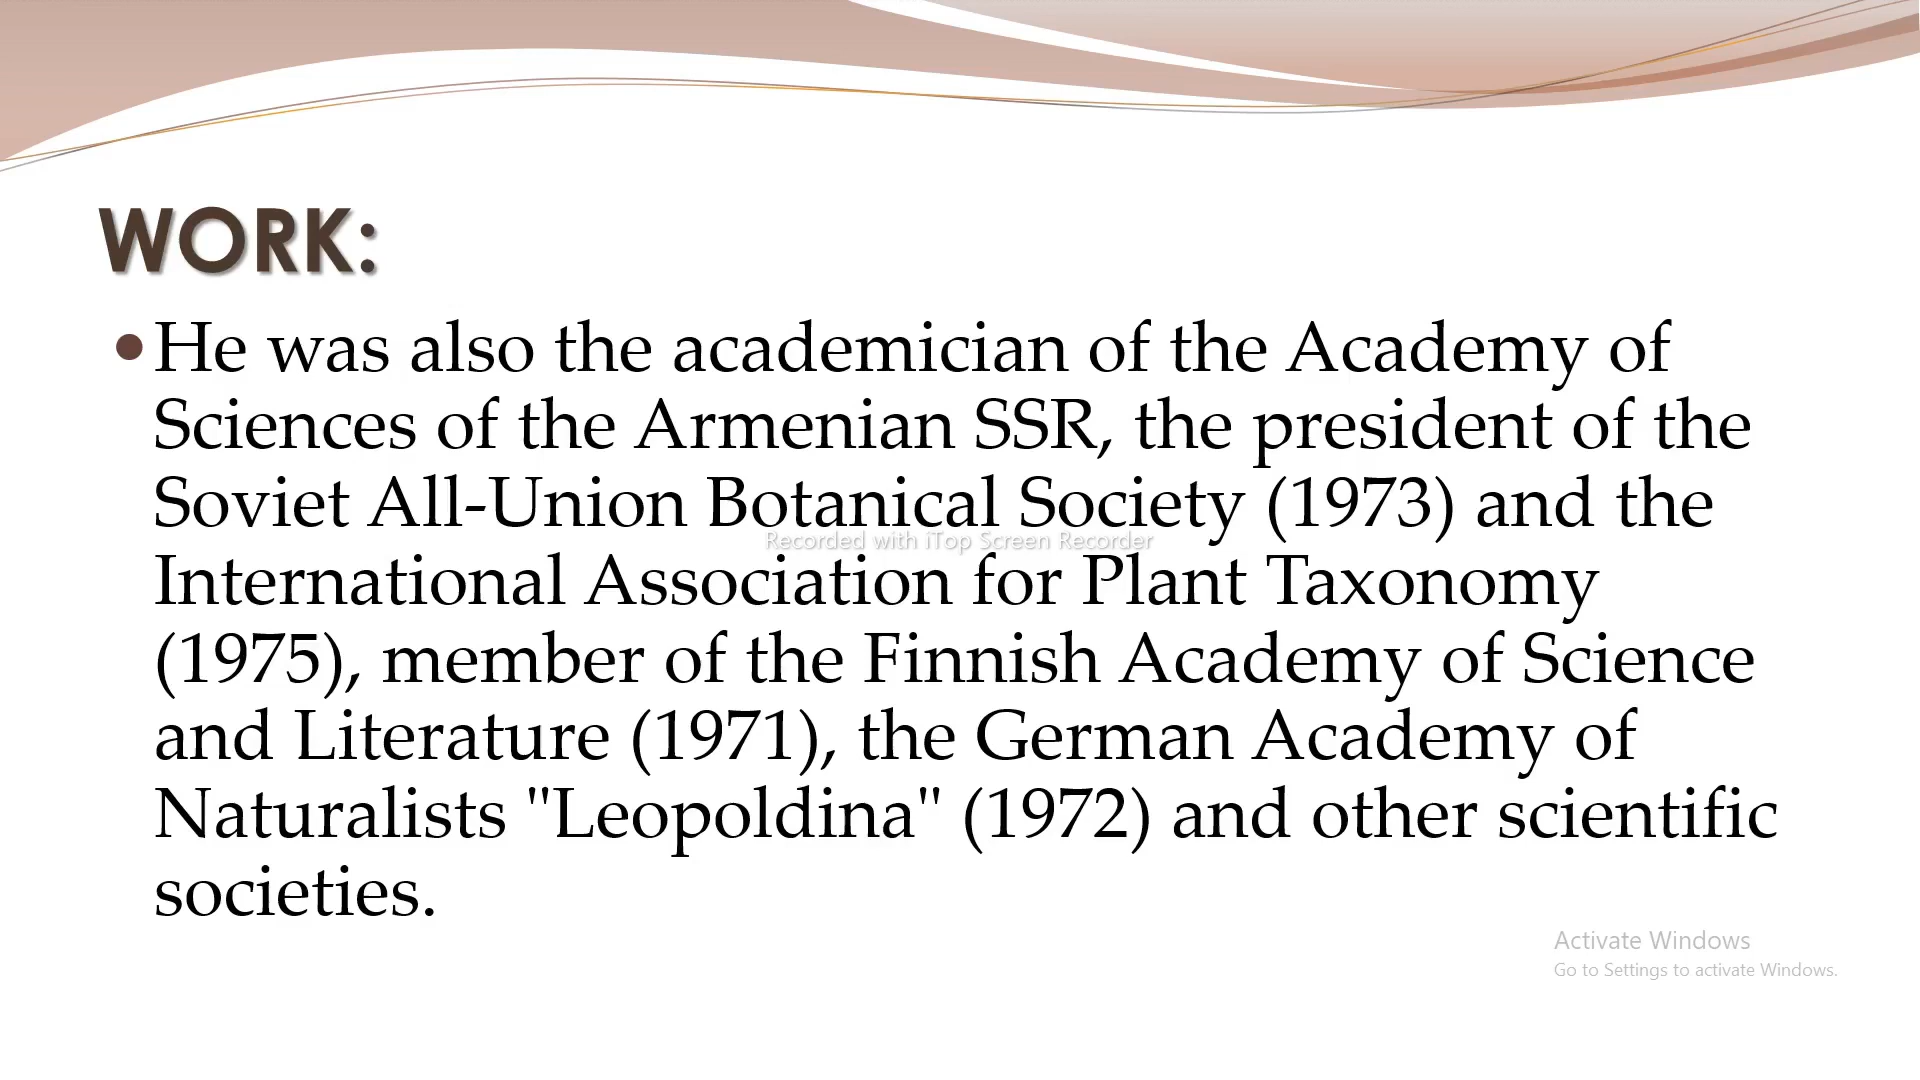 WORK:
•He was also the academician of the Academy of
Sciences of the Armenian SSR, the president of the
Soviet All-Union Botanical Society (1973) and the
Recorded with iTop Screen Recorder
International Association for Plant Taxonomy
(1975), member of the Finnish Academy of Science
and Literature (1971), the German Academy of
Naturalists "Leopoldina" (1972) and other scientific
societies.
Activate Windows
Go to Settings to activate Windows.